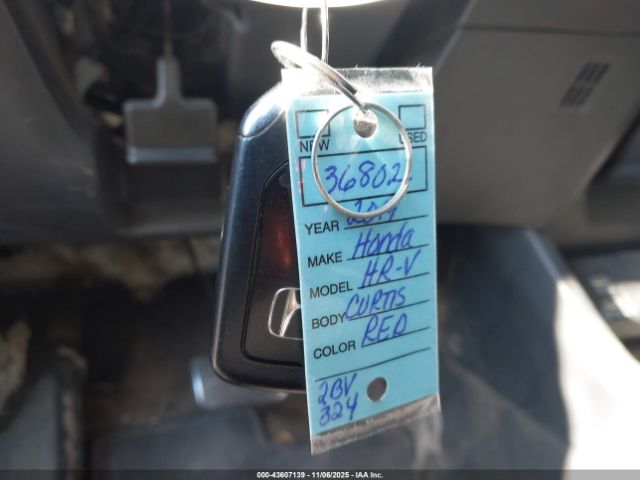 NEW USED
36802
YEAR 2019
MAKE Honda
MODEL HR-V
BODY CURTIS
COLOR RED
2BV
324
000-43607139 - 11/06/2025 - IAA Inc.